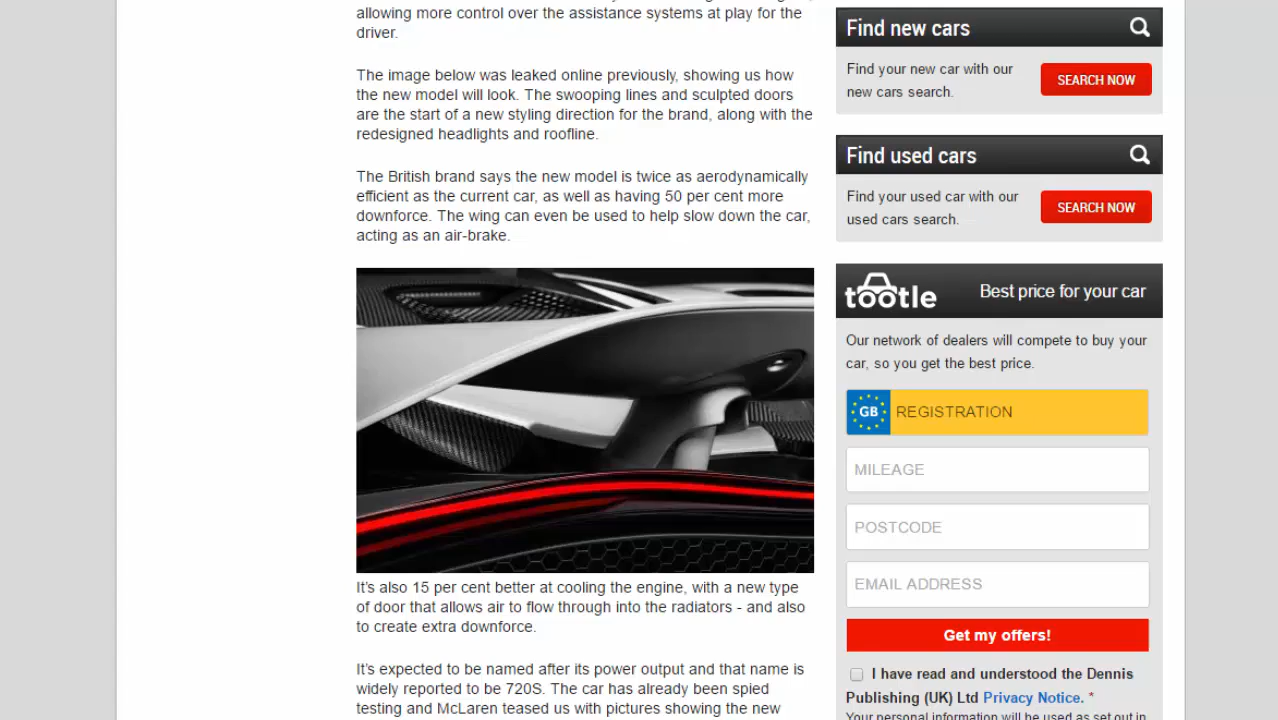 allowing more control over the assistance systems at play for the
driver.
The image below was leaked online previously, showing us how
the new model will look. The swooping lines and sculpted doors
are the start of a new styling direction for the brand, along with the
redesigned headlights and roofline.
The British brand says the new model is twice as aerodynamically
efficient as the current car, as well as having 50 per cent more
downforce. The wing can even be used to help slow down the car,
acting as an air-brake.
It's also 15 per cent better at cooling the engine, with a new type
of door that allows air to flow through into the radiators - and also
to create extra downforce.
It's expected to be named after its power output and that name is
widely reported to be 720S. The car has already been spied
testing and McLaren teased us with pictures showing the new
Find new cars
Find your new car with our
new cars search.
SEARCH NOW
Find used cars
Find your used car with our
used cars search.
SEARCH NOW
tootle
Best price for your car
Our network of dealers will compete to buy your
car, so you get the best price.
GB REGISTRATION
MILEAGE
POSTCODE
EMAIL ADDRESS
Get my offers!
I have read and understood the Dennis
Publishing (UK) Ltd Privacy Notice. *
Your personal information will be used as set out in